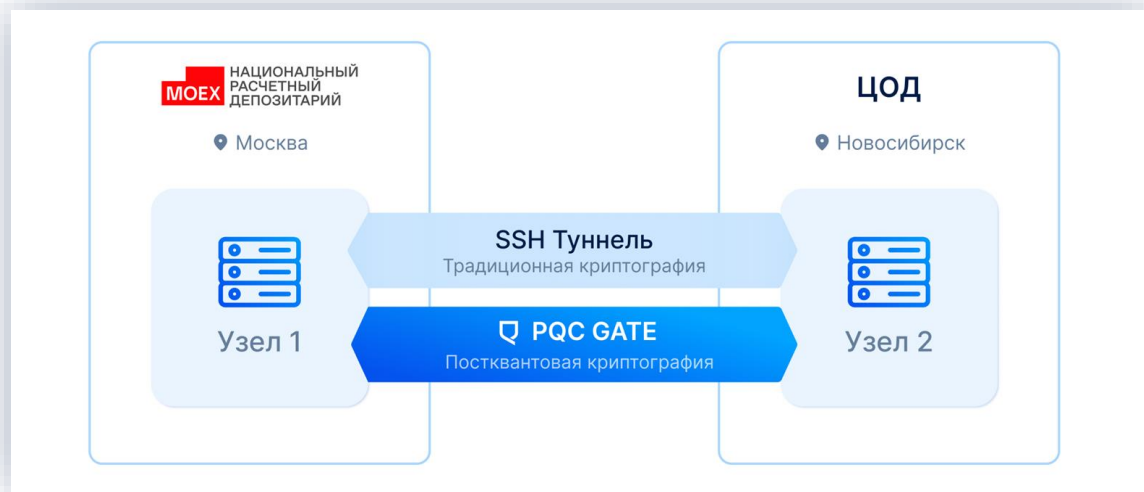 MOEX
НАЦИОНАЛЬНЫЙ
РАСЧЕТНЫЙ
ДЕПОЗИТАРИЙ
Москва
ЦОД
Новосибирск
SSH Туннель
Традиционная криптография
PQC GATE
Постквантовая криптография
Узел 1
Узел 2